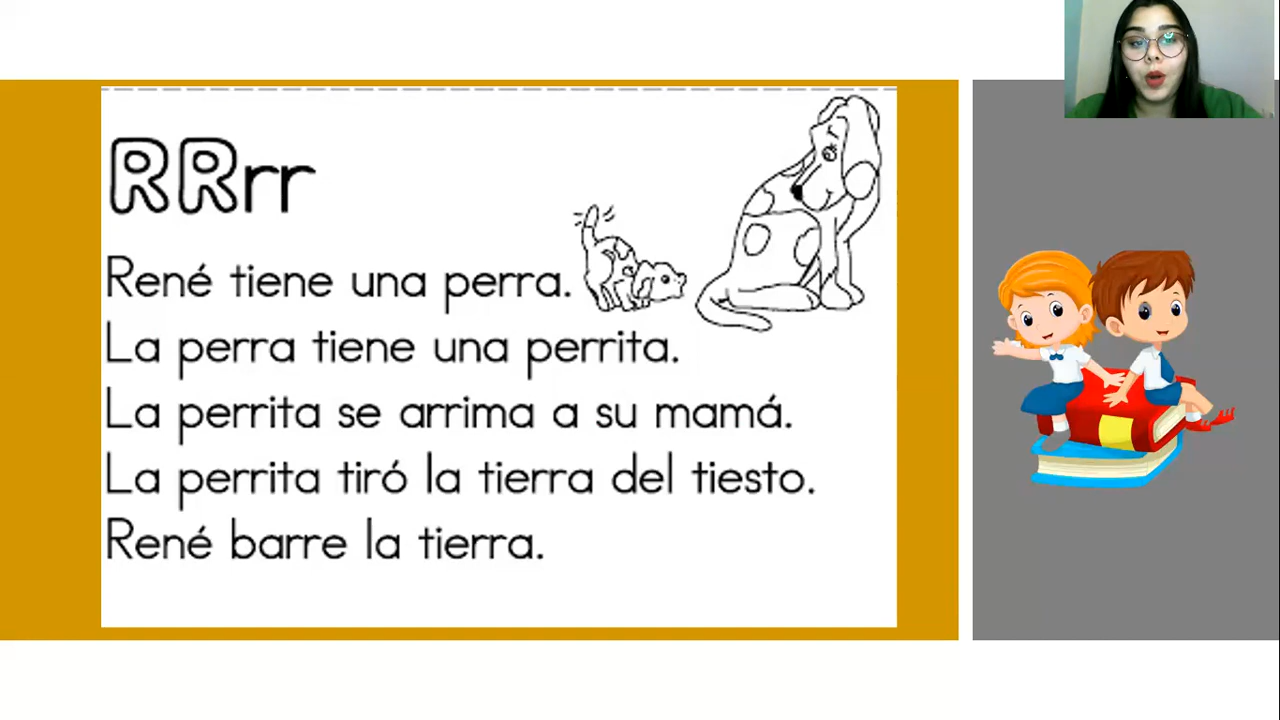 RRrr
René tiene una perra.
La perra tiene una perrita.
La perrita se arrima a su mamá.
La perrita tiró la tierra del tiesto.
René barre la tierra.